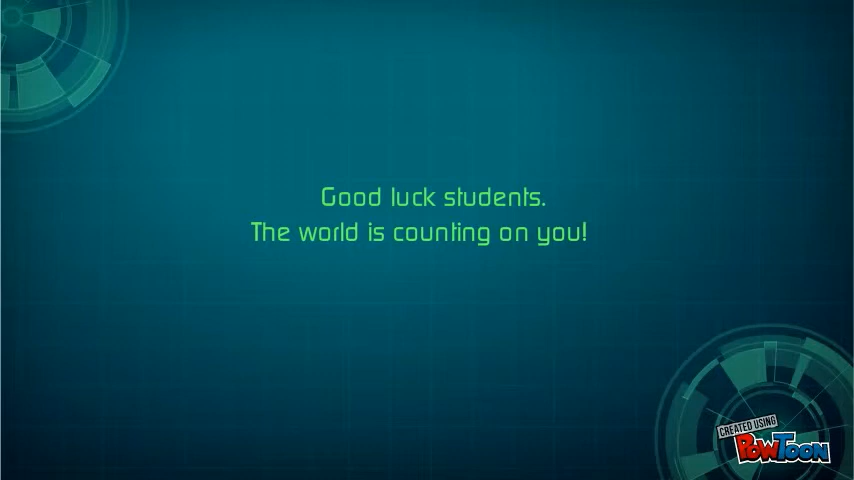 Good luck students.
The world is counting on you!
CREATED USING
POWTOON